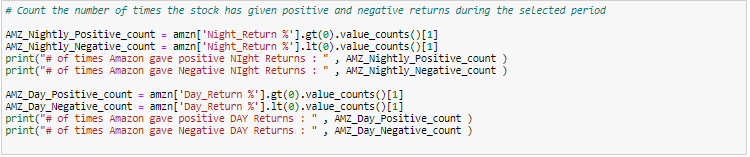 # Count the number of times the stock has given positive and negative returns during the selected period
AMZ_Nightly_Positive_count = amzn['Night_Return %'].gt(0).value_counts()[1]
AMZ_Nightly_Negative_count = amzn['Night_Return %'].lt(0).value_counts()[1]
print("# of times Amazon gave positive NIght Returns : " , AMZ_Nightly_Positive_count )
print("# of times Amazon gave Negative NIght Returns : " , AMZ_Nightly_Negative_count )
AMZ_Day_Positive_count = amzn['Day_Return %'].gt(0).value_counts()[1]
AMZ_Day_Negative_count = amzn['Day_Return %'].lt(0).value_counts()[1]
print("# of times Amazon gave positive DAY Returns : " , AMZ_Day_Positive_count )
print("# of times Amazon gave Negative DAY Returns : " , AMZ_Day_Negative_count )